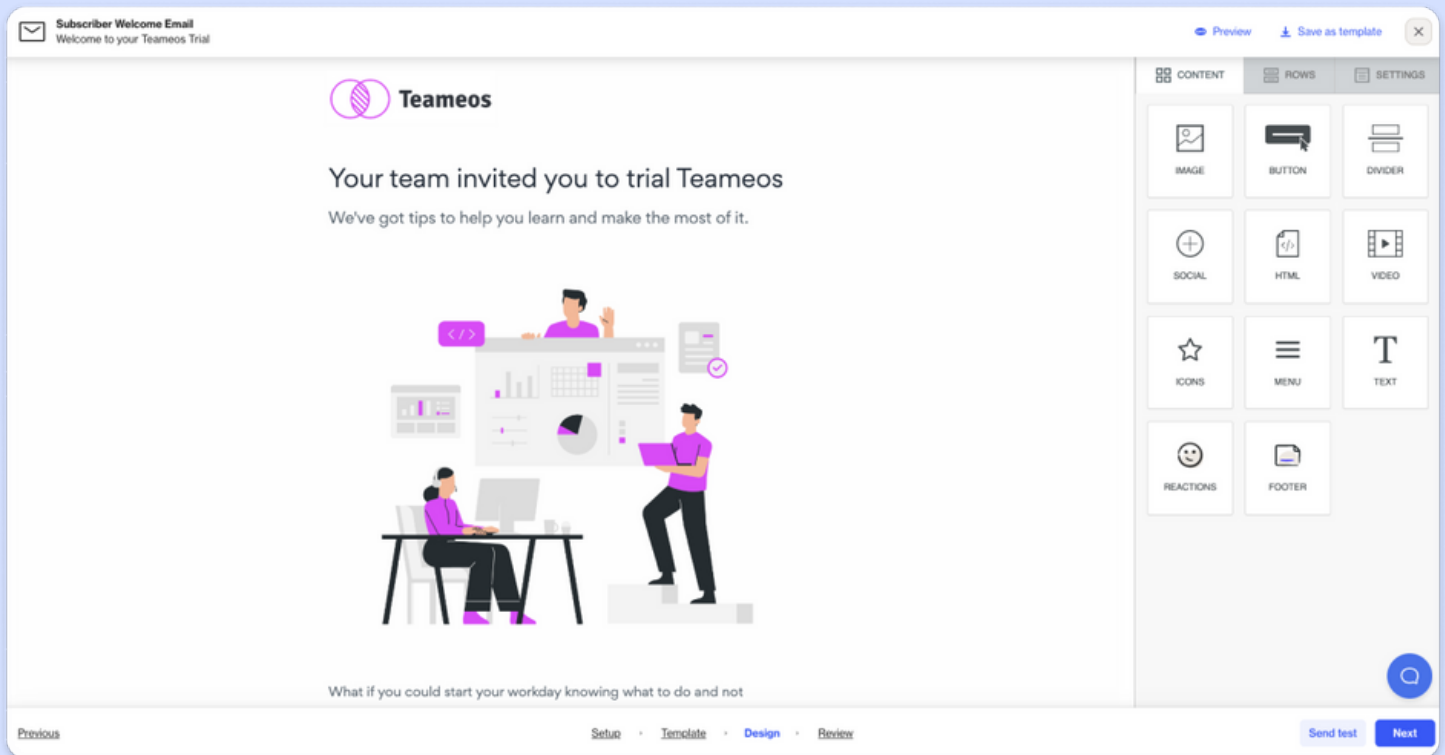 Subscriber Welcome Email
Welcome to your Teameos Trial
Preview
Save as template
CONTENT
ROWS
SETTINGS
Teameos
Your team invited you to trial Teameos
We've got tips to help you learn and make the most of it.
</>
What if you could start your workday knowing what to do and not
IMAGE
BUTTON
DIVIDER
SOCIAL
</>
HTML
VIDEO
ICONS
MENU
T
TEXT
REACTIONS
FOOTER
Previous
Setup
Template
Design
Review
Send test
Next